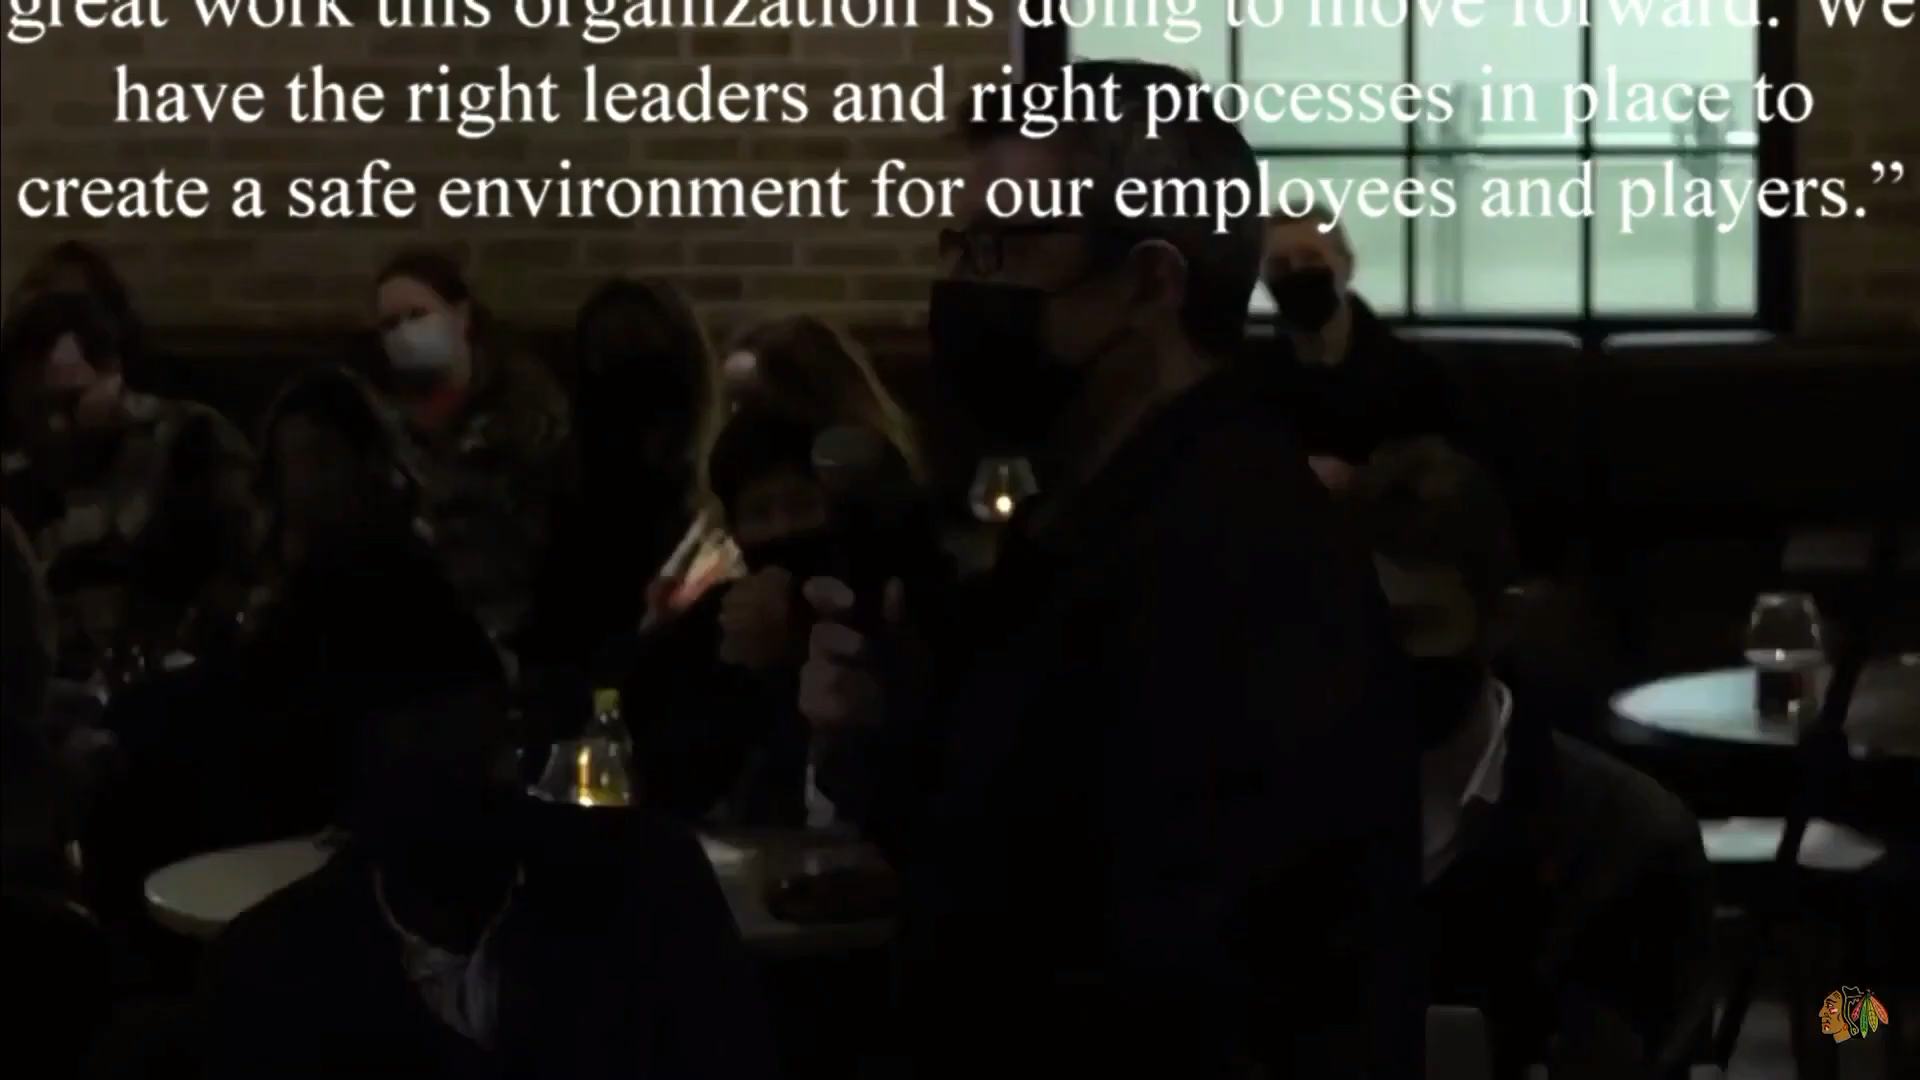 great work this organization is doing to move forward. We
have the right leaders and right processes in place to
create a safe environment for our employees and players.”